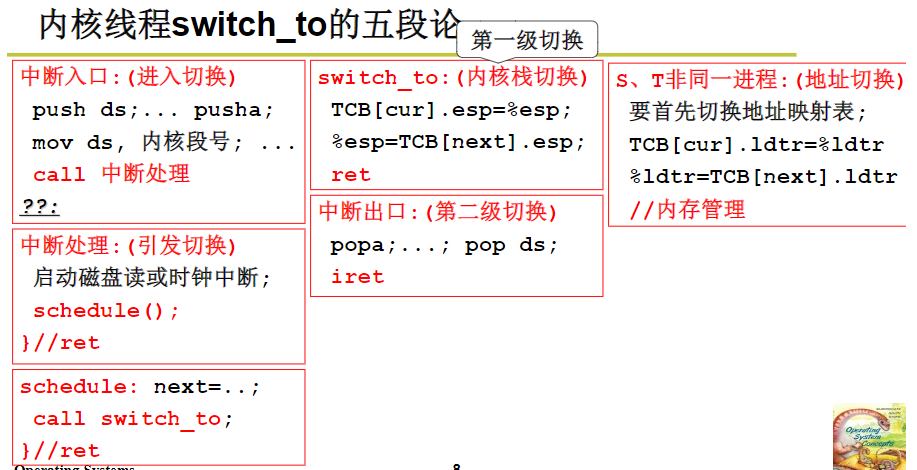 内核线程switch_to的五段论
第一级切换
中断入口:(进入切换)
push ds;... pusha;
mov ds, 内核段号; ...
call 中断处理
??:
中断处理:(引发切换)
启动磁盘读或时钟中断;
schedule();
}//ret
schedule: next=..;
call switch_to;
}//ret
switch_to:(内核栈切换)
TCB[cur].esp=%esp;
%esp=TCB[next].esp;
ret
中断出口:(第二级切换)
popa;...; pop ds;
iret
S、T非同一进程:(地址切换)
要首先切换地址映射表;
TCB[cur].ldtr=%ldtr
%ldtr=TCB[next].ldtr
//内存管理
Operating Systems
8
Operating
System
Concepts